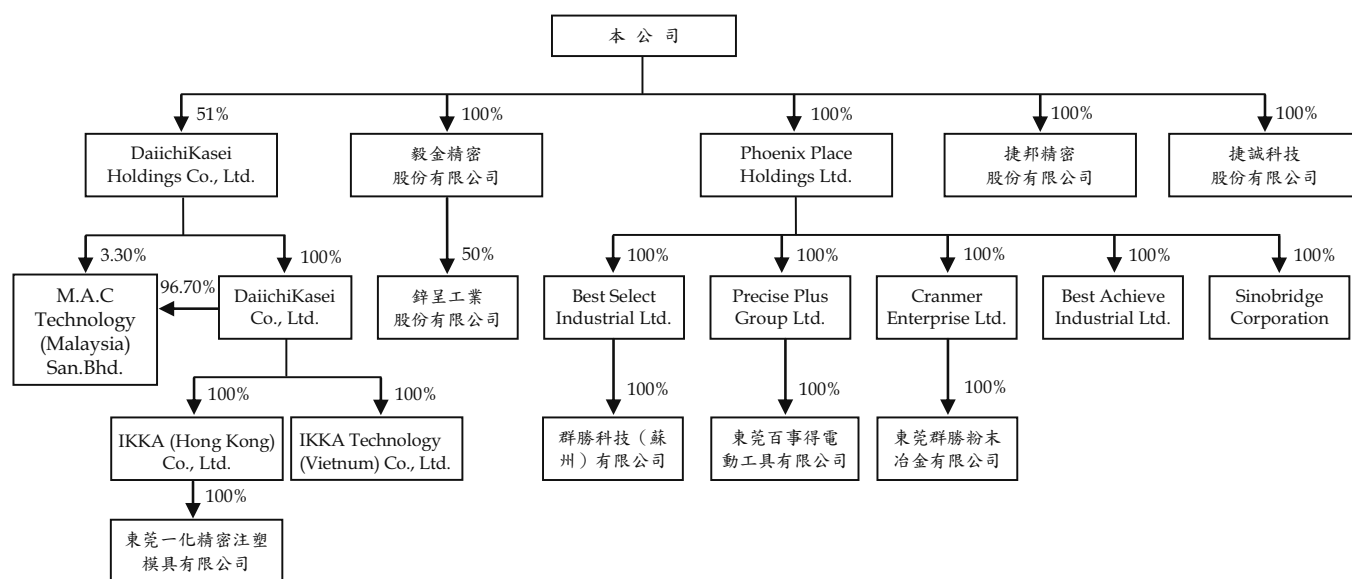 本 公 司
51%
100%
100%
100%
100%
DaiichiKasei
Holdings Co., Ltd.
毅金精密
股份有限公司
Phoenix Place
Holdings Ltd.
捷邦精密
股份有限公司
捷誠科技
股份有限公司
3.30%
100%
50%
100%
100%
100%
100%
100%
M.A.C
Technology
(Malaysia)
San.Bhd.
96.70%
DaiichiKasei
Co., Ltd.
鋅呈工業
股份有限公司
Best Select
Industrial Ltd.
Precise Plus
Group Ltd.
Cranmer
Enterprise Ltd.
Best Achieve
Industrial Ltd.
Sinobridge
Corporation
100%
100%
100%
100%
100%
IKKA (Hong Kong)
Co., Ltd.
IKKA Technology
(Vietnum) Co., Ltd.
群勝科技（蘇
州）有限公司
東莞百事得電
動工具有限公司
東莞群勝粉末
冶金有限公司
100%
東莞一化精密注塑
模具有限公司